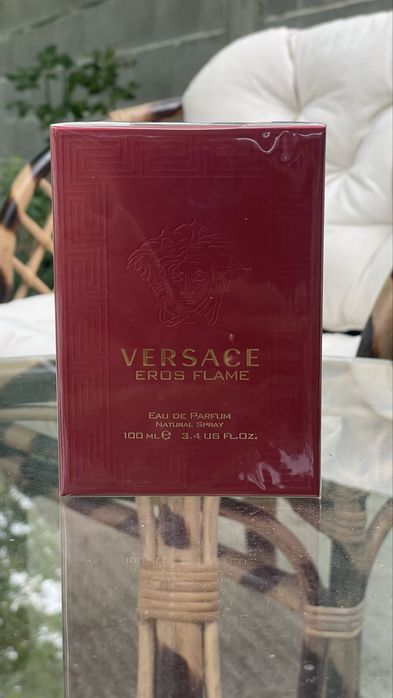 VERSACE
EROS FLAME
EAU DE PARFUM
NATURAL SPRAY
100 ML ℮ 3.4 US FL.OZ.